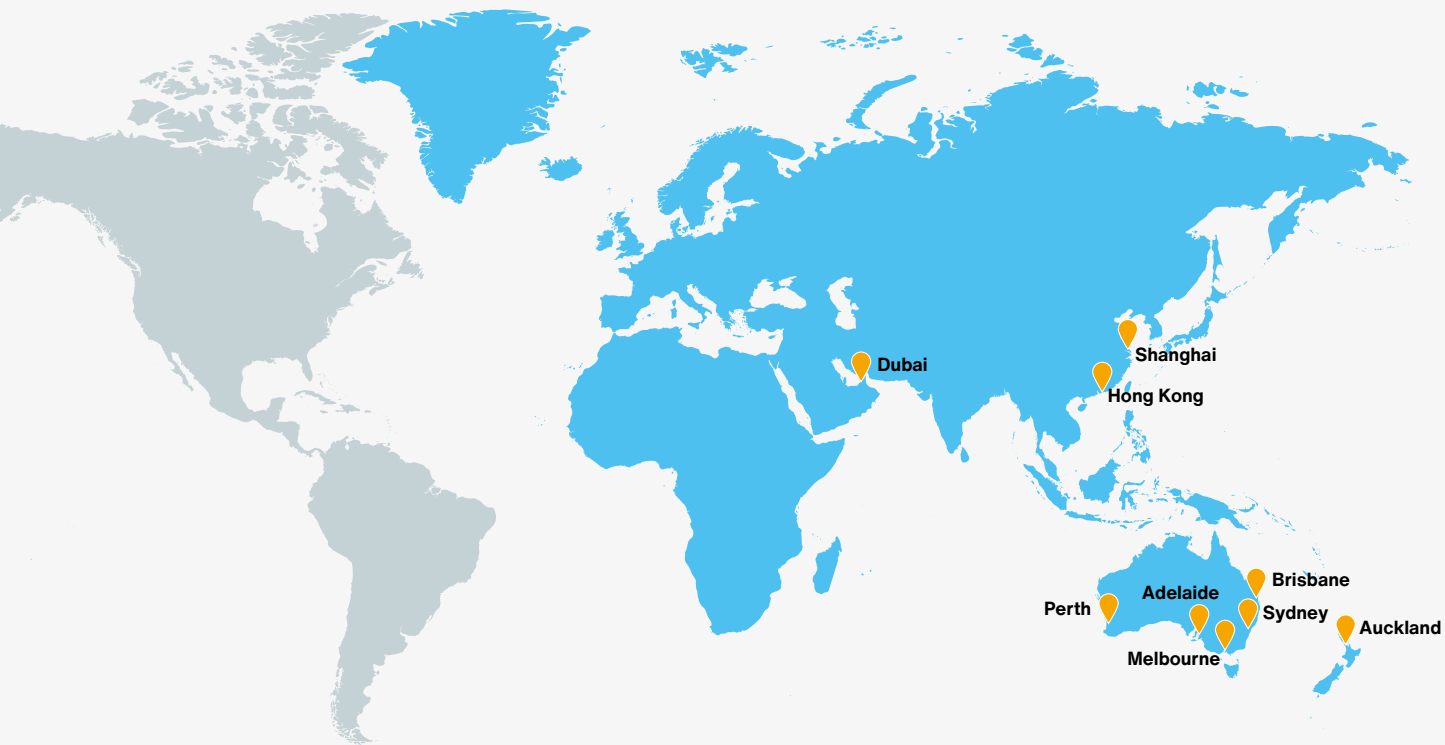 Shanghai
Dubai
Hong Kong
Brisbane
Adelaide
Perth
Sydney
Auckland
Melbourne